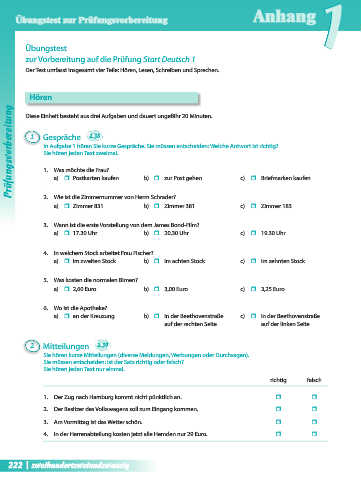 Übungstest zur Prüfungsvorbereitung
Anhang 1
Übungstest
zur Vorbereitung auf die Prüfung Start Deutsch 1
Der Test umfasst insgesamt vier Teile: Hören, Lesen, Schreiben und Sprechen.
Hören
Diese Einheit besteht aus drei Aufgaben und dauert ungefähr 20 Minuten.
1 Gespräche 2.38
In Aufgabe 1 hören Sie kurze Gespräche. Sie müssen entscheiden: Welche Antwort ist richtig?
Sie hören jeden Text zweimal.
1. Was möchte die Frau?
a) Postkarten kaufen b) zur Post gehen c) Briefmarken kaufen
2. Wie ist die Zimmernummer von Herrn Schrader?
a) Zimmer 831 b) Zimmer 381 c) Zimmer 183
3. Wann ist die erste Vorstellung von dem James Bond-Film?
a) 17.30 Uhr b) 20.30 Uhr c) 19.30 Uhr
4. In welchem Stock arbeitet Frau Fischer?
a) Im zweiten Stock b) Im achten Stock c) Im zehnten Stock
5. Was kosten die normalen Birnen?
a) 2,60 Euro b) 3,00 Euro c) 3,25 Euro
6. Wo ist die Apotheke?
a) an der Kreuzung b) in der Beethovenstraße c) in der Beethovenstraße
auf der rechten Seite auf der linken Seite
2 Mitteilungen 2.39
Sie hören kurze Mitteilungen (diverse Meldungen, Werbungen oder Durchsagen).
Sie müssen entscheiden: Ist der Satz richtig oder falsch?
Sie hören jeden Text nur einmal.
richtig falsch
1. Der Zug nach Hamburg kommt nicht pünktlich an.
2. Der Besitzer des Volkswagens soll zum Eingang kommen.
3. Am Vormittag ist das Wetter schön.
4. In der Herrenabteilung kosten jetzt alle Hemden nur 29 Euro.
Prüfungsvorbereitung
222 | zweihundertzweiundzwanzig